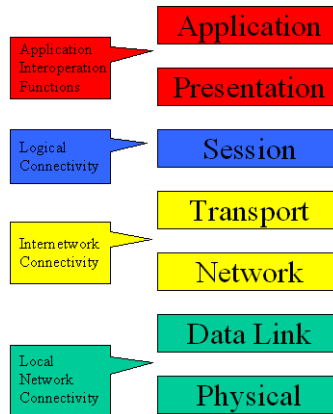 Application
Application
Interoperation
Functions
Presentation
Logical
Connectivity
Session
Transport
Internetwork
Connectivity
Network
Data Link
Local
Network
Connectivity
Physical